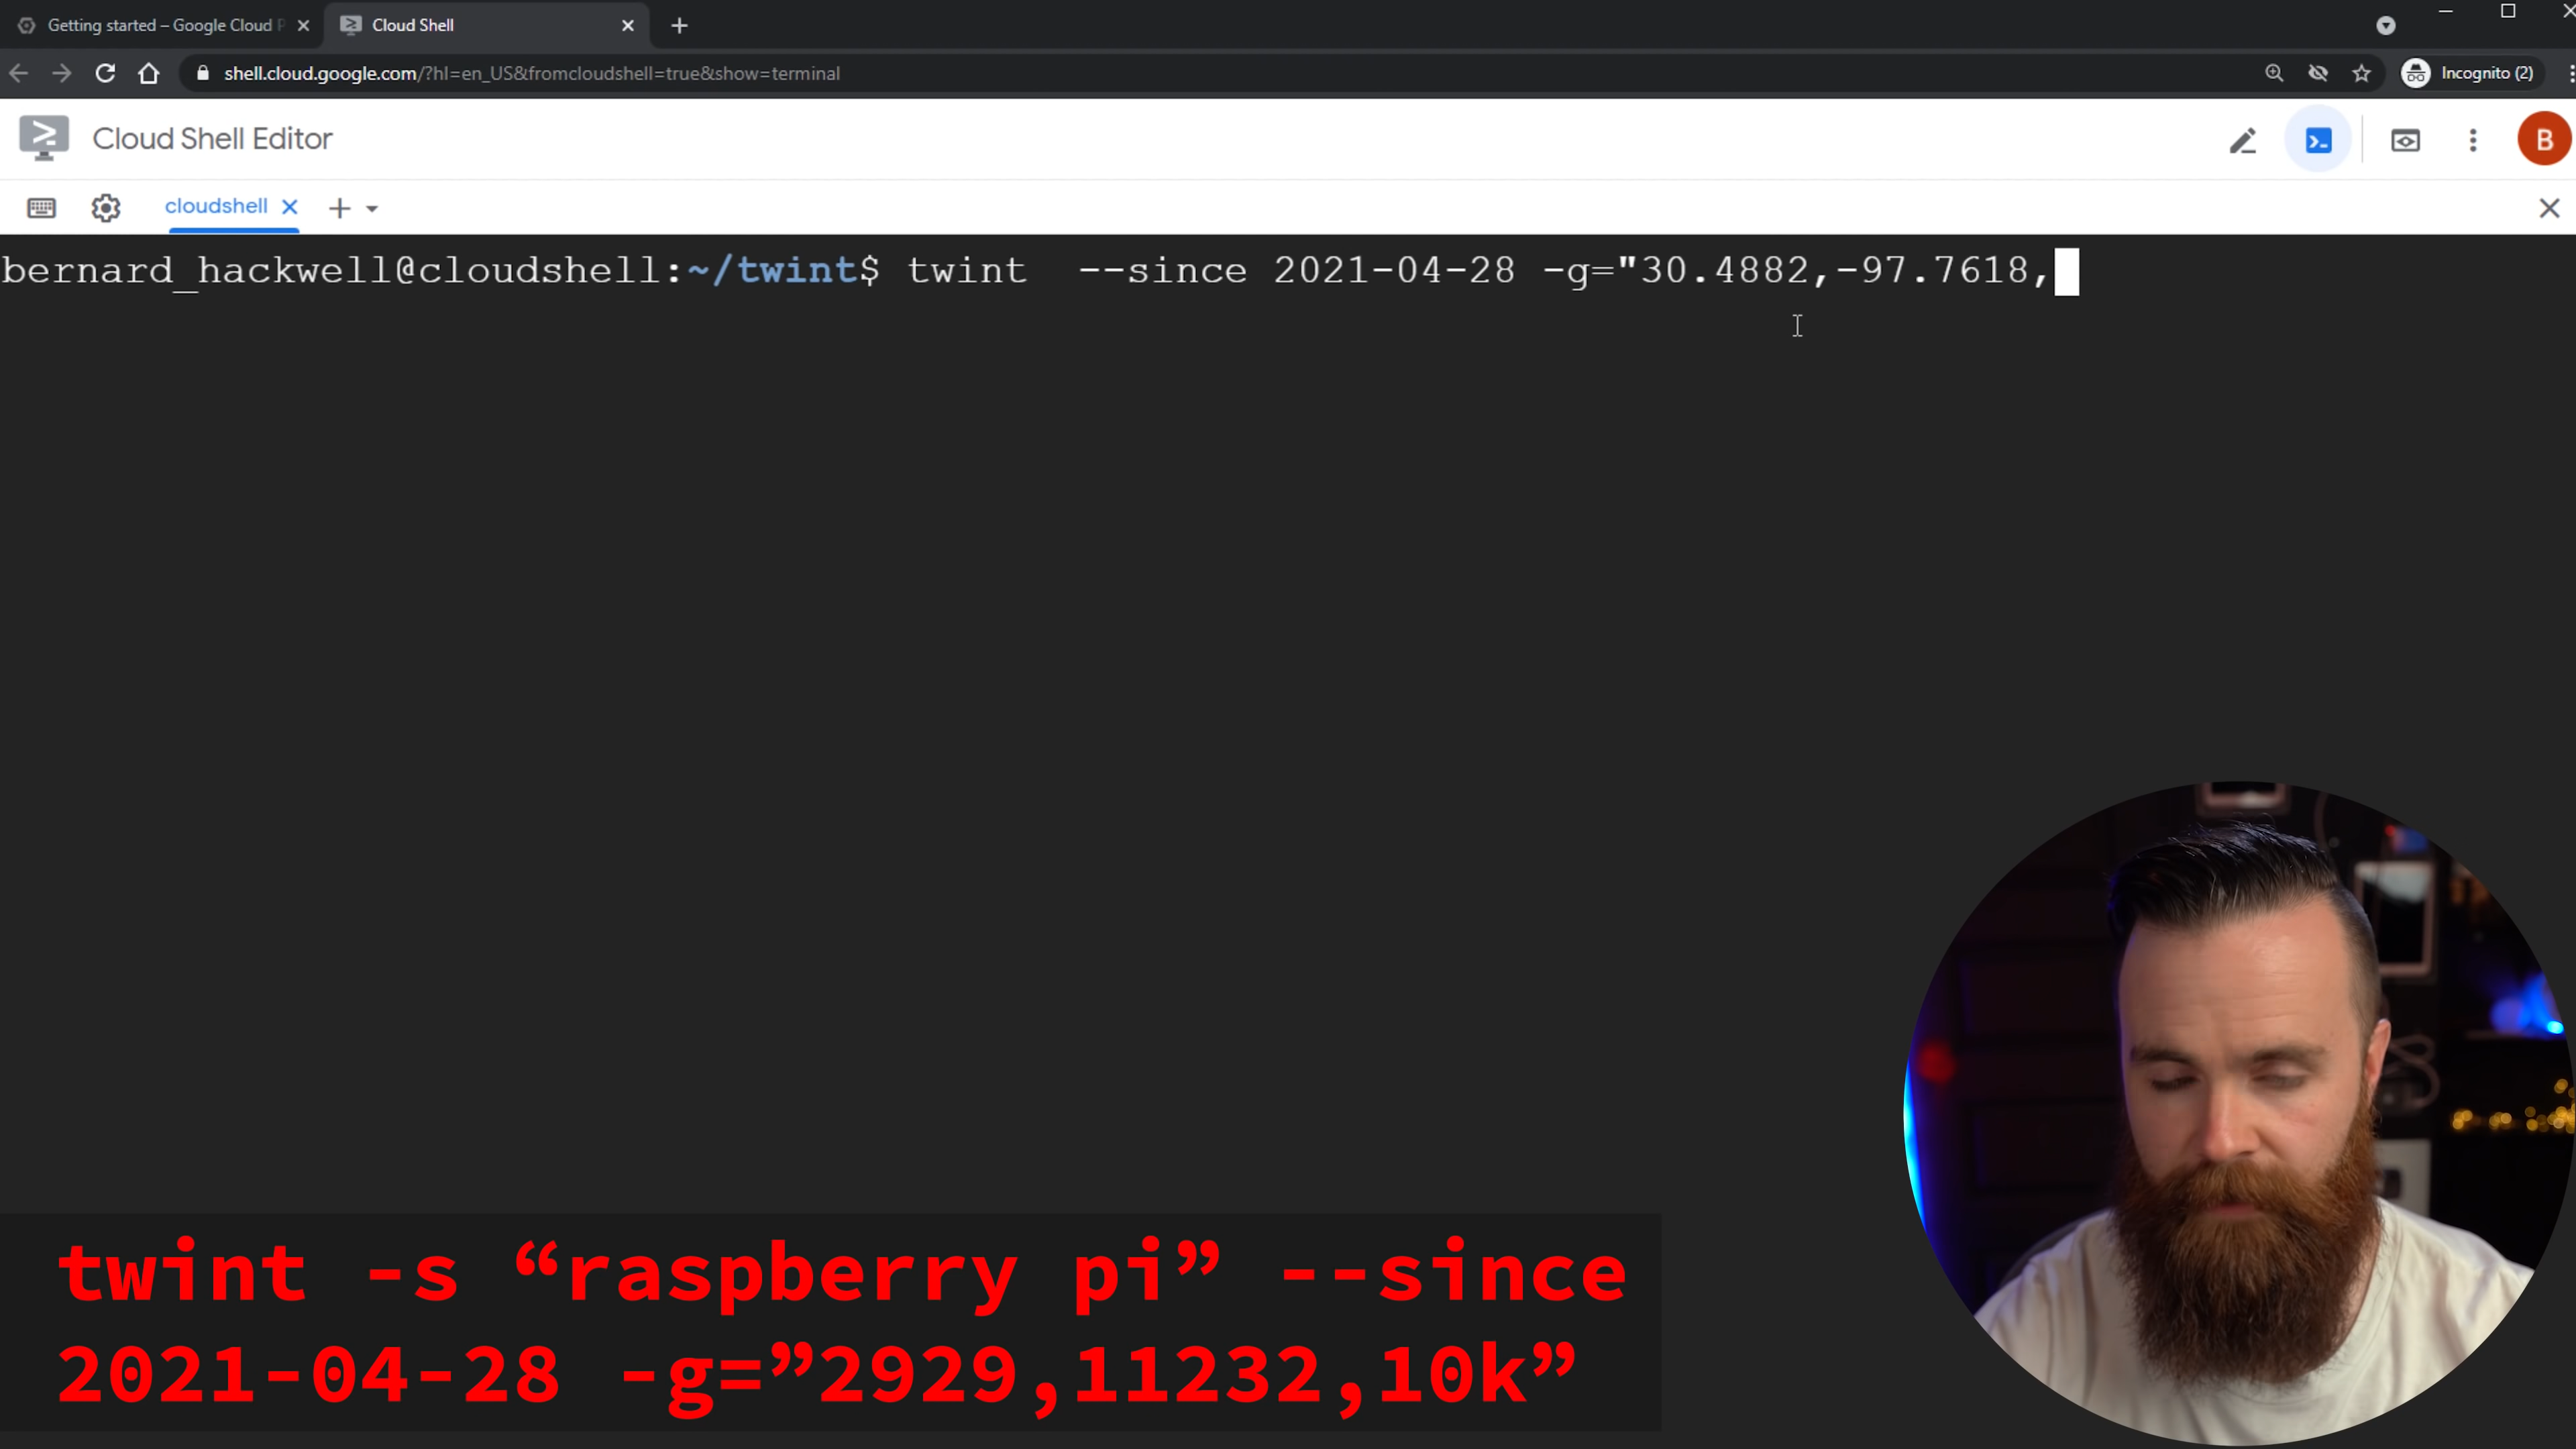 Getting started – Google Cloud P
Cloud Shell
shell.cloud.google.com/?hl=en_US&fromcloudshell=true&show=terminal
Incognito (2)
Cloud Shell Editor
B
cloudshell
bernard_hackwell@cloudshell:~/twint$ twint  --since 2021-04-28 -g="30.4882,-97.7618,
twint -s “raspberry pi” --since
2021-04-28 -g=”2929,11232,10k”